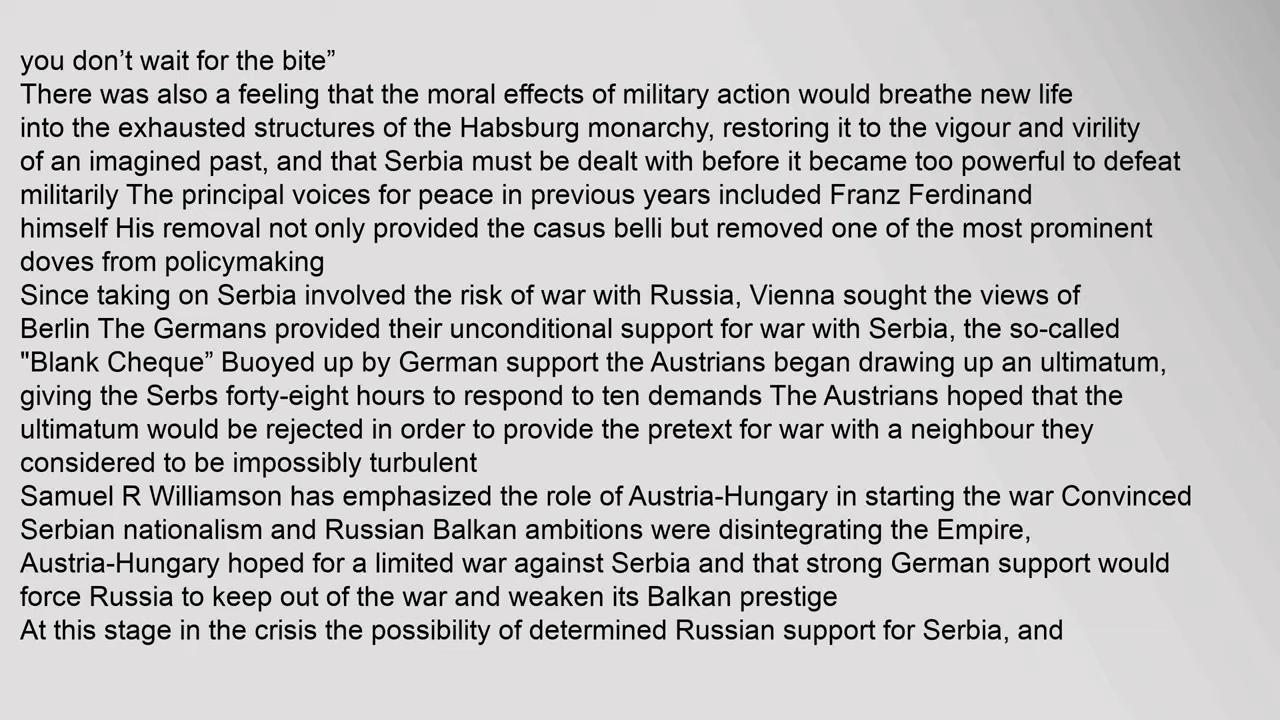 you don’t wait for the bite”
There was also a feeling that the moral effects of military action would breathe new life
into the exhausted structures of the Habsburg monarchy, restoring it to the vigour and virility
of an imagined past, and that Serbia must be dealt with before it became too powerful to defeat
militarily The principal voices for peace in previous years included Franz Ferdinand
himself His removal not only provided the casus belli but removed one of the most prominent
doves from policymaking
Since taking on Serbia involved the risk of war with Russia, Vienna sought the views of
Berlin The Germans provided their unconditional support for war with Serbia, the so-called
"Blank Cheque” Buoyed up by German support the Austrians began drawing up an ultimatum,
giving the Serbs forty-eight hours to respond to ten demands The Austrians hoped that the
ultimatum would be rejected in order to provide the pretext for war with a neighbour they
considered to be impossibly turbulent
Samuel R Williamson has emphasized the role of Austria-Hungary in starting the war Convinced
Serbian nationalism and Russian Balkan ambitions were disintegrating the Empire,
Austria-Hungary hoped for a limited war against Serbia and that strong German support would
force Russia to keep out of the war and weaken its Balkan prestige
At this stage in the crisis the possibility of determined Russian support for Serbia, and